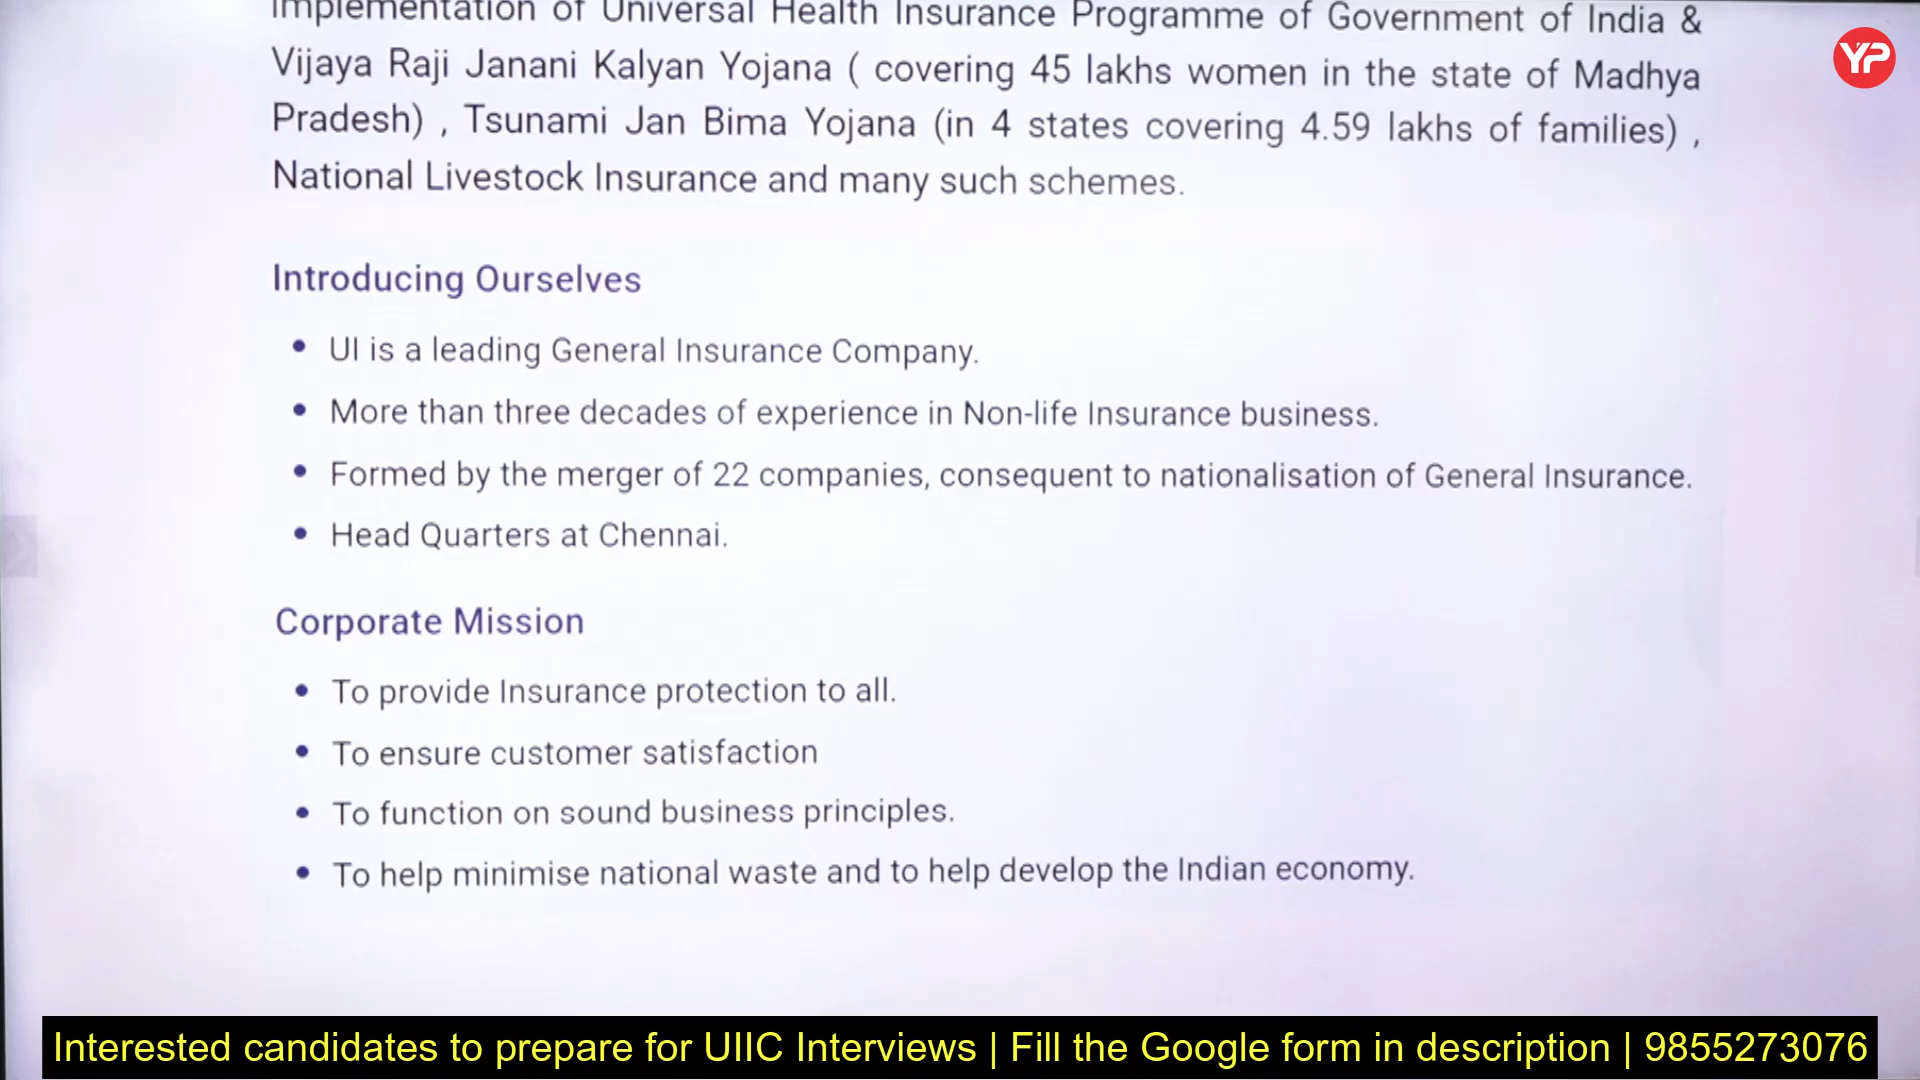 Implementation of Universal Health Insurance Programme of Government of India &
YP
Vijaya Raji Janani Kalyan Yojana ( covering 45 lakhs women in the state of Madhya
Pradesh) , Tsunami Jan Bima Yojana (in 4 states covering 4.59 lakhs of families) ,
National Livestock Insurance and many such schemes.
Introducing Ourselves
• UI is a leading General Insurance Company.
• More than three decades of experience in Non-life Insurance business.
• Formed by the merger of 22 companies, consequent to nationalisation of General Insurance.
• Head Quarters at Chennai.
Corporate Mission
• To provide Insurance protection to all.
• To ensure customer satisfaction
• To function on sound business principles.
• To help minimise national waste and to help develop the Indian economy.
Interested candidates to prepare for UIIC Interviews | Fill the Google form in description | 9855273076